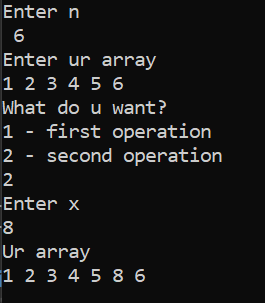 Enter n
6
Enter ur array
1 2 3 4 5 6
What do u want?
1 - first operation
2 - second operation
2
Enter x
8
Ur array
1 2 3 4 5 8 6